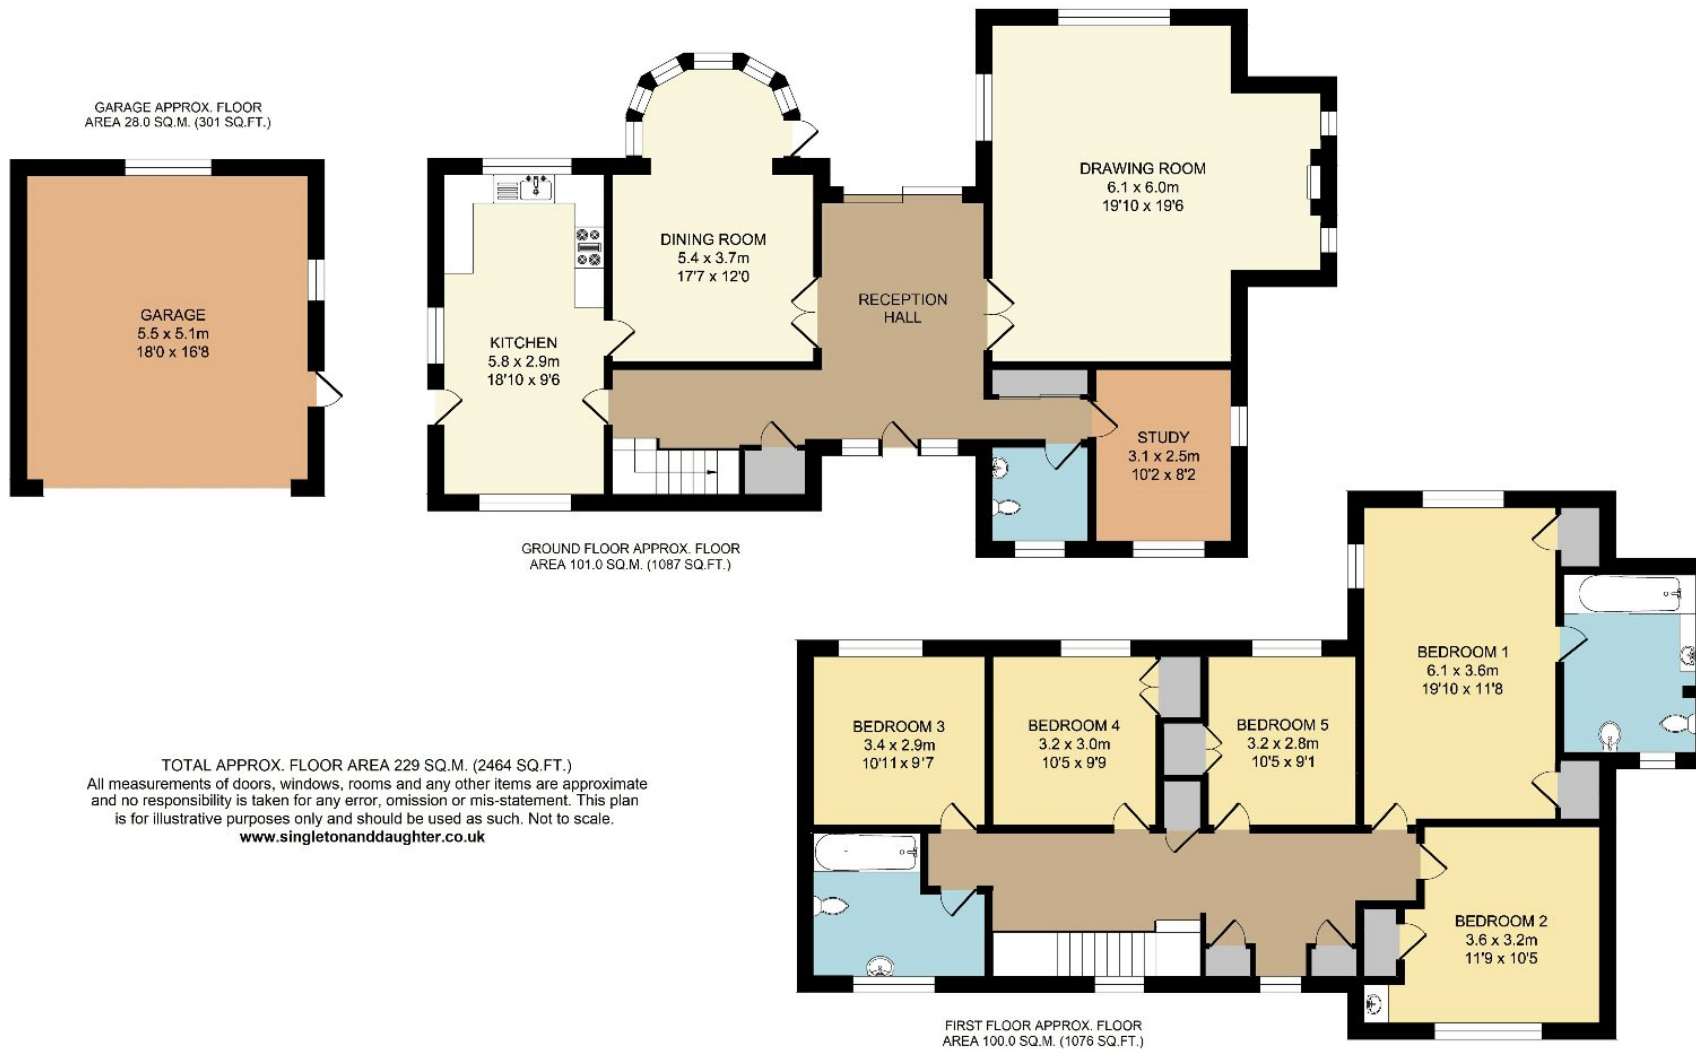 GARAGE APPROX. FLOOR
AREA 28.0 SQ.M. (301 SQ.FT.)
GARAGE
5.5 x 5.1m
18'0 x 16'8
KITCHEN
5.8 x 2.9m
18'10 x 9'6
DINING ROOM
5.4 x 3.7m
17'7 x 12'0
RECEPTION
HALL
DRAWING ROOM
6.1 x 6.0m
19'10 x 19'6
STUDY
3.1 x 2.5m
10'2 x 8'2
GROUND FLOOR APPROX. FLOOR
AREA 101.0 SQ.M. (1087 SQ.FT.)
BEDROOM 3
3.4 x 2.9m
10'11 x 9'7
BEDROOM 4
3.2 x 3.0m
10'5 x 9'9
BEDROOM 5
3.2 x 2.8m
10'5 x 9'1
BEDROOM 1
6.1 x 3.6m
19'10 x 11'8
BEDROOM 2
3.6 x 3.2m
11'9 x 10'5
FIRST FLOOR APPROX. FLOOR
AREA 100.0 SQ.M. (1076 SQ.FT.)
TOTAL APPROX. FLOOR AREA 229 SQ.M. (2464 SQ.FT.)
All measurements of doors, windows, rooms and any other items are approximate
and no responsibility is taken for any error, omission or mis-statement. This plan
is for illustrative purposes only and should be used as such. Not to scale.
www.singletonanddaughter.co.uk